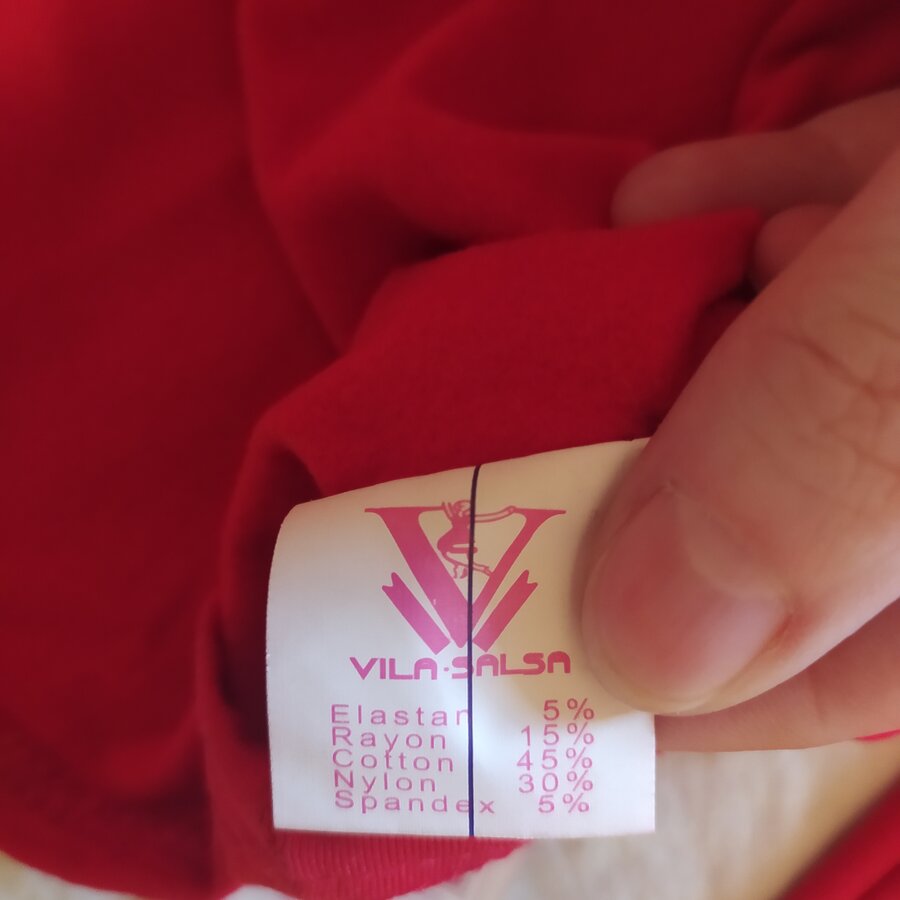 VILA·SALSA
Elastan 5%
Rayon 15%
Cotton 45%
Nylon 30%
Spandex 5%